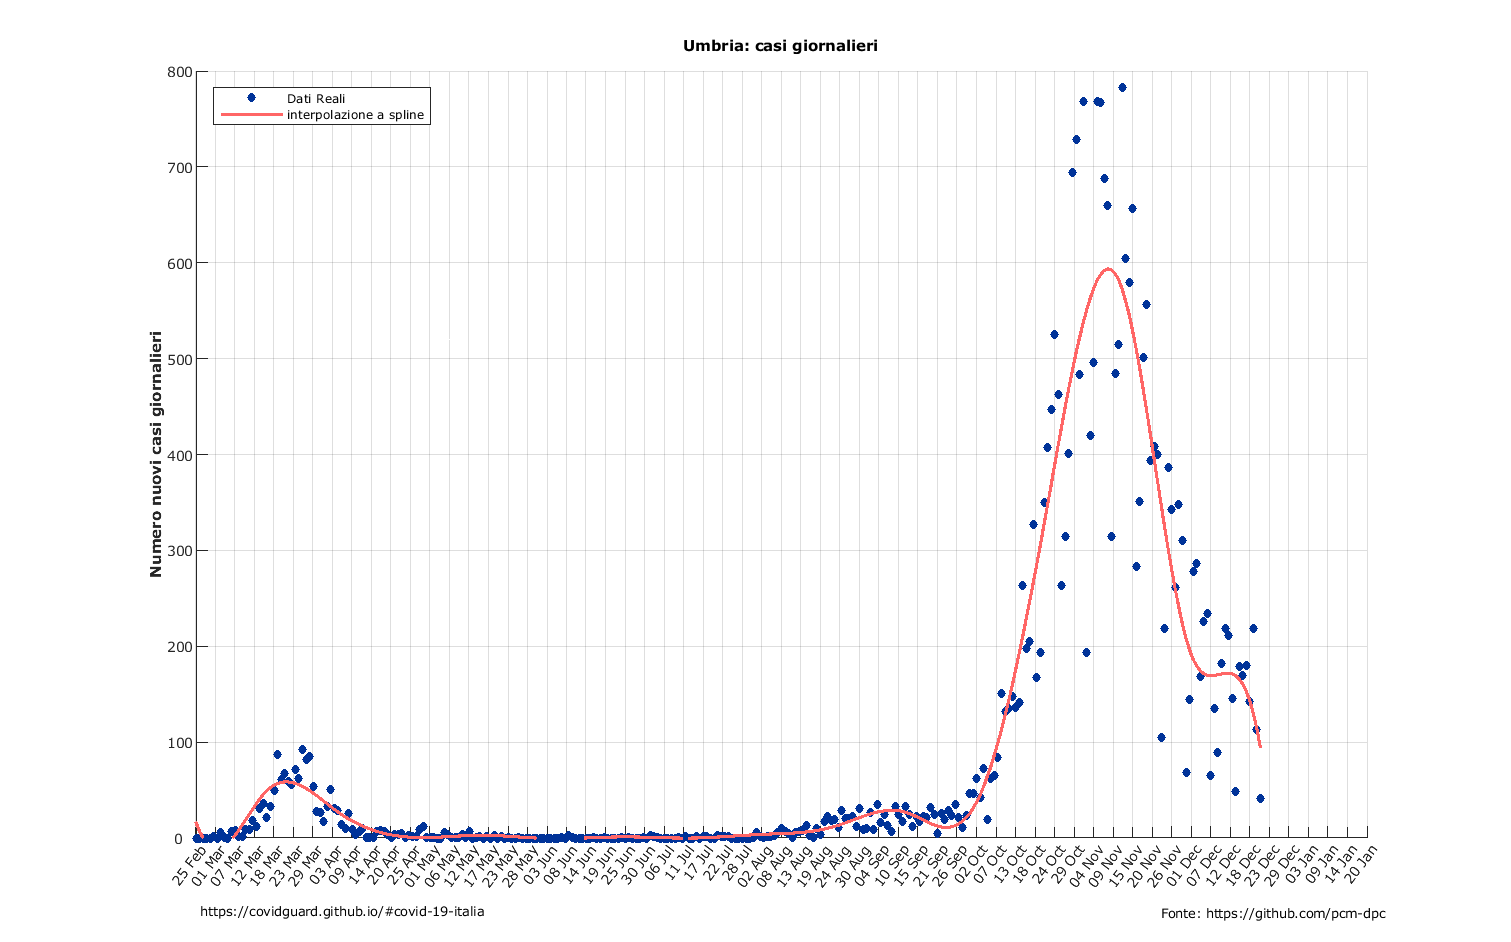 Umbria: casi giornalieri
800
Dati Reali
interpolazione a spline
700
600
500
400
300
200
100
0
Numero nuovi casi giornalieri
25 Feb
01 Mar
07 Mar
12 Mar
18 Mar
23 Mar
29 Mar
03 Apr
09 Apr
14 Apr
20 Apr
25 Apr
01 May
06 May
12 May
17 May
23 May
28 May
03 Jun
08 Jun
14 Jun
19 Jun
25 Jun
30 Jun
06 Jul
11 Jul
17 Jul
22 Jul
28 Jul
02 Aug
08 Aug
13 Aug
19 Aug
24 Aug
30 Aug
04 Sep
10 Sep
15 Sep
21 Sep
26 Sep
02 Oct
07 Oct
13 Oct
18 Oct
24 Oct
29 Oct
04 Nov
09 Nov
15 Nov
20 Nov
26 Nov
01 Dec
07 Dec
12 Dec
18 Dec
23 Dec
29 Dec
03 Jan
09 Jan
14 Jan
20 Jan
https://covidguard.github.io/#covid-19-italia
Fonte: https://github.com/pcm-dpc